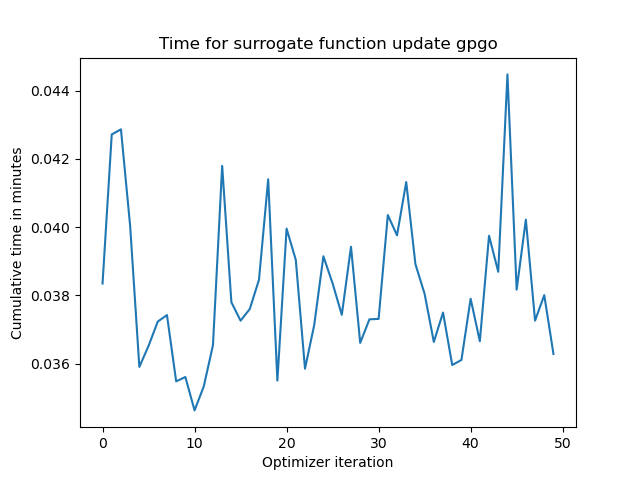 Time for surrogate function update gpgo
0.044
0.042
0.040
0.038
0.036
Cumulative time in minutes
0 10 20 30 40 50
Optimizer iteration